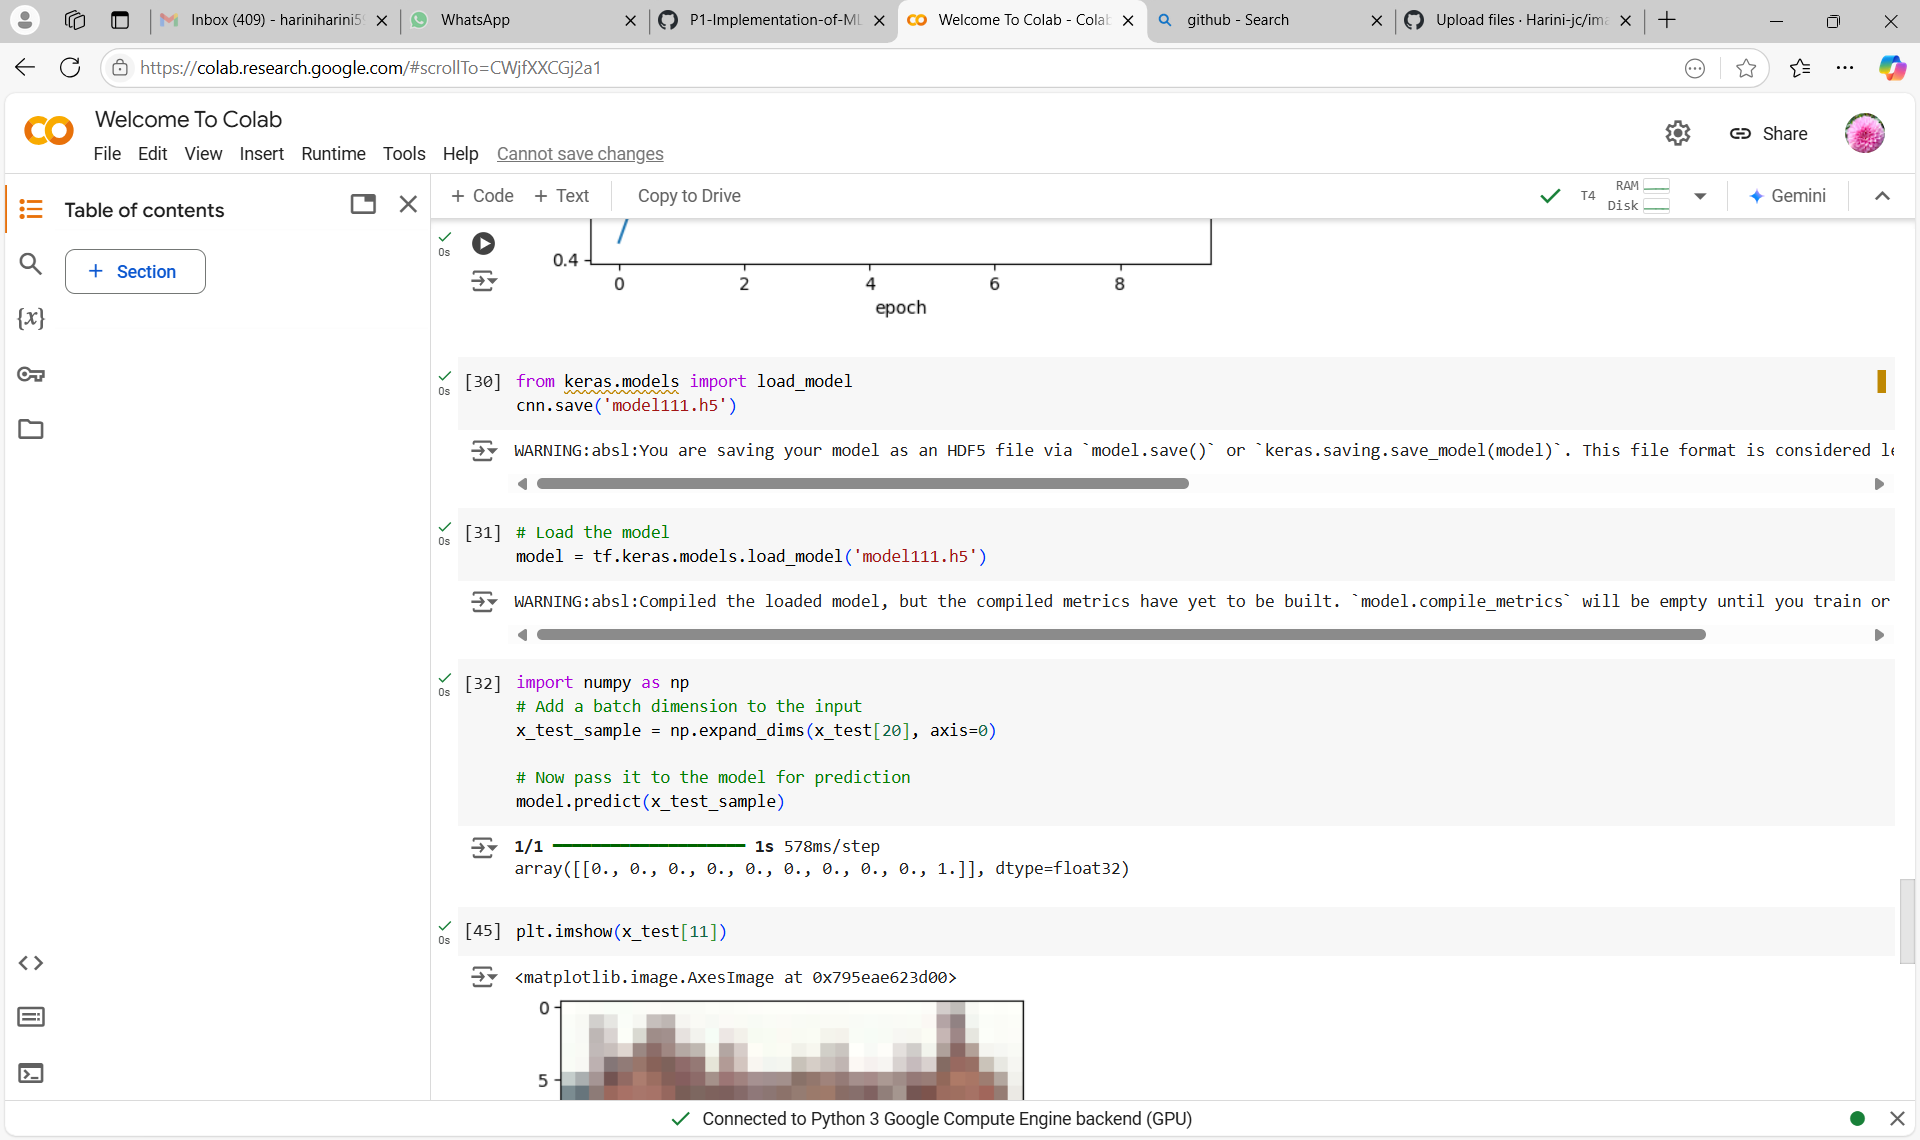 Inbox (409) - hariniharini5
WhatsApp
P1-Implementation-of-ML
Welcome To Colab - Colab
github - Search
Upload files · Harini-jc/ima
https://colab.research.google.com/#scrollTo=CWjfXXCGj2a1
Welcome To Colab
File Edit View Insert Runtime Tools Help Cannot save changes
Share
Table of contents
+ Section
+ Code + Text Copy to Drive
T4 RAM Disk
Gemini
0.4
0 2 4 6 8
epoch
0s
[30] from keras.models import load_model
cnn.save('model111.h5')
0s
WARNING:absl:You are saving your model as an HDF5 file via `model.save()` or `keras.saving.save_model(model)`. This file format is considered le
[31] # Load the model
model = tf.keras.models.load_model('model111.h5')
0s
WARNING:absl:Compiled the loaded model, but the compiled metrics have yet to be built. `model.compile_metrics` will be empty until you train or
[32] import numpy as np
# Add a batch dimension to the input
x_test_sample = np.expand_dims(x_test[20], axis=0)
# Now pass it to the model for prediction
model.predict(x_test_sample)
0s
1/1 1s 578ms/step
array([[0., 0., 0., 0., 0., 0., 0., 0., 0., 1.]], dtype=float32)
[45] plt.imshow(x_test[11])
0s
<matplotlib.image.AxesImage at 0x795eae623d00>
0
5
Connected to Python 3 Google Compute Engine backend (GPU)